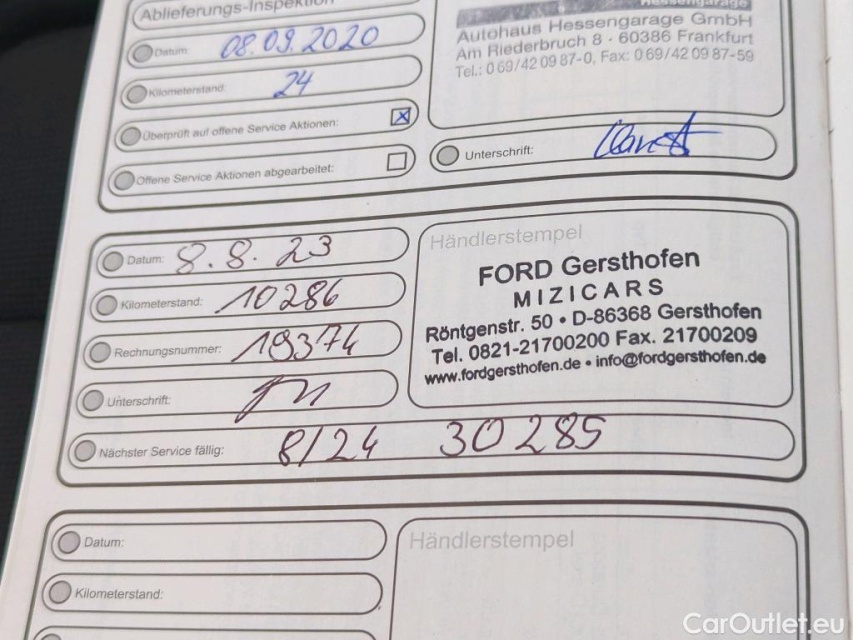 Ablieferungs-Inspektion
Datum: 08.09.2020
Kilometerstand: 24
Überprüft auf offene Service Aktionen:
Offene Service Aktionen abgearbeitet:
Hessengarage
Autohaus Hessengarage GmbH
Am Riederbruch 8 · 60386 Frankfurt
Tel.: 0 69/42 09 87-0, Fax: 0 69/42 09 87-59
Unterschrift:
Datum: 8.8.23
Kilometerstand: 10286
Rechnungsnummer: 19374
Unterschrift:
Händlerstempel
FORD Gersthofen
MIZICARS
Röntgenstr. 50 • D-86368 Gersthofen
Tel. 0821-21700200 Fax. 21700209
www.fordgersthofen.de • info@fordgersthofen.de
Nächster Service fällig: 8/24 30285
Datum:
Kilometerstand:
Händlerstempel
CarOutlet.eu